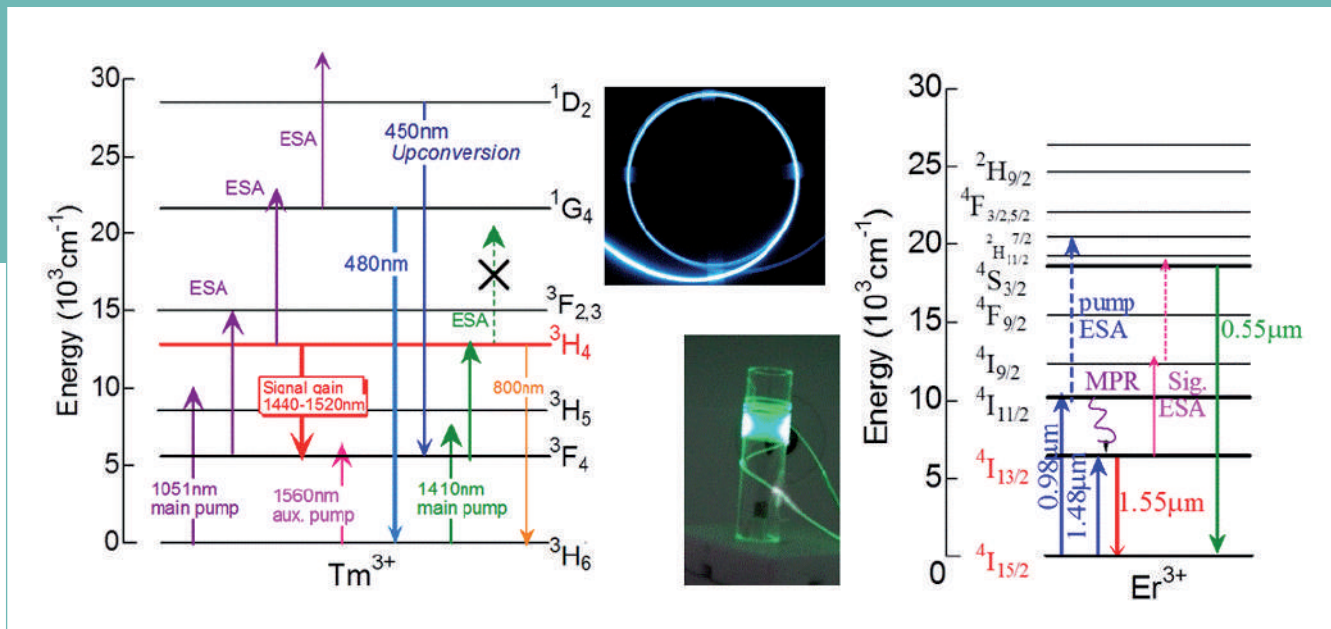 30
25
20
15
10
5
0
Energy (10³cm⁻¹)
¹D₂
¹G₄
³F₂,₃
³H₄
³H₅
³F₄
³H₆
ESA
ESA
ESA
ESA
450nm
Upconversion
480nm
Signal gain
1440-1520nm
800nm
1051nm
main pump
1560nm
aux. pump
1410nm
main pump
Tm³⁺
30
25
20
15
10
5
0
Energy (10³cm⁻¹)
²H₉/₂
⁴F₃/₂,₅/₂
7/2
²H₁₁/₂
⁴S₃/₂
⁴F₉/₂
⁴I₉/₂
⁴I₁₁/₂
⁴I₁₃/₂
⁴I₁₅/₂
pump
ESA
MPR
Sig.
ESA
0.55µm
0.98µm
1.48µm
1.55µm
Er³⁺